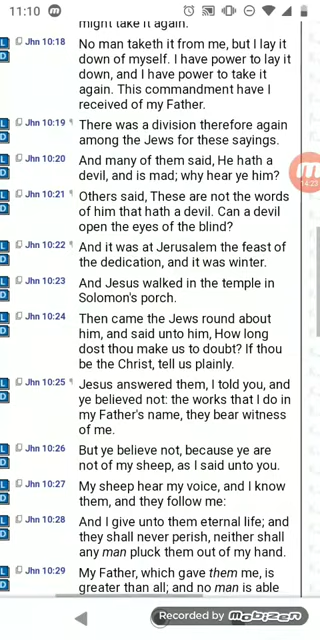 11:10
might take it again.
Jhn 10:18 No man taketh it from me, but I lay it
down of myself. I have power to lay it
down, and I have power to take it
again. This commandment have I
received of my Father.
Jhn 10:19 ¶ There was a division therefore again
among the Jews for these sayings.
Jhn 10:20 And many of them said, He hath a
devil, and is mad; why hear ye him?
Jhn 10:21 ¶ Others said, These are not the words
of him that hath a devil. Can a devil
open the eyes of the blind?
Jhn 10:22 ¶ And it was at Jerusalem the feast of
the dedication, and it was winter.
Jhn 10:23 And Jesus walked in the temple in
Solomon's porch.
Jhn 10:24 Then came the Jews round about
him, and said unto him, How long
dost thou make us to doubt? If thou
be the Christ, tell us plainly.
Jhn 10:25 ¶ Jesus answered them, I told you, and
ye believed not: the works that I do in
my Father's name, they bear witness
of me.
Jhn 10:26 But ye believe not, because ye are
not of my sheep, as I said unto you.
Jhn 10:27 My sheep hear my voice, and I know
them, and they follow me:
Jhn 10:28 And I give unto them eternal life; and
they shall never perish, neither shall
any man pluck them out of my hand.
Jhn 10:29 My Father, which gave them me, is
greater than all; and no man is able
L
D
L
D
L
D
L
D
L
D
L
D
L
D
L
D
L
D
L
D
L
D
L
D
14:23
Recorded by mobizen